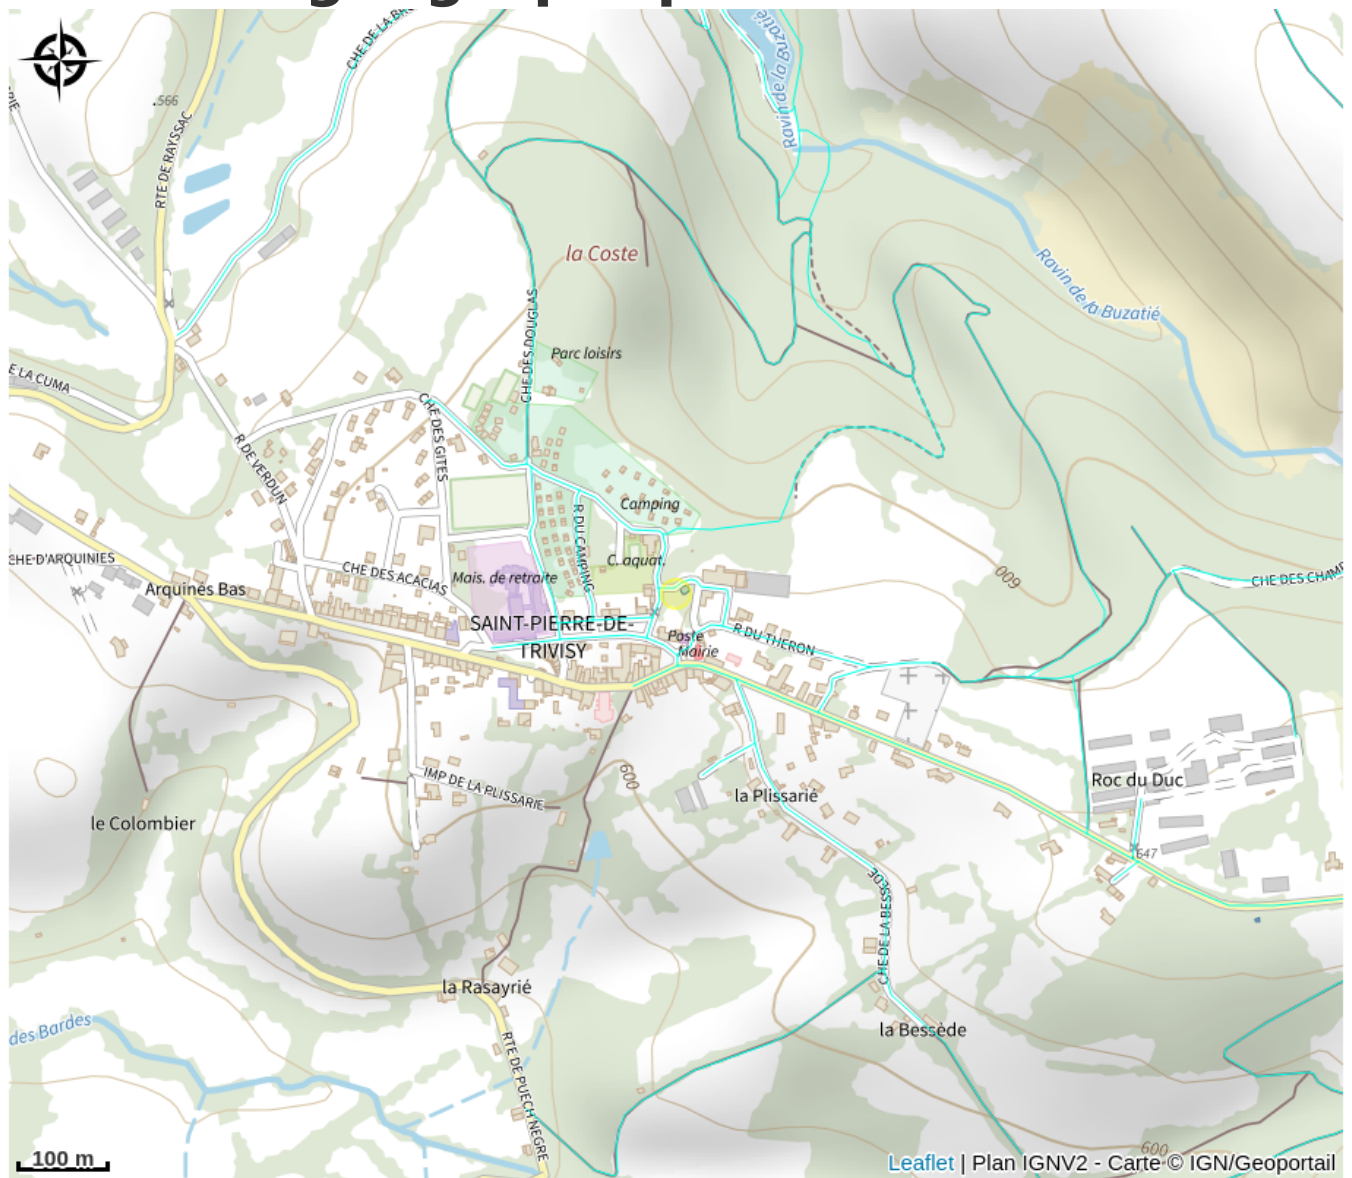 CHE DE LA
Ravin de la Buzatié
566
RTE DE RAYSSAC
la Coste
Ravin de la Buzatié
CHE DES DOUGLAS
Parc loisirs
E LA CUMA
CHE DES GITES
R DE VERDUN
Camping
R DU CAMPING
CHE D'ARQUINIES
C. aquat.
CHE DES ACACIAS
Mais. de retraite
600
CHE DES CHAMP
Arquinés Bas
SAINT-PIERRE-DE-
TRIVISY
Poste
Mairie
R DU THERON
600
IMP DE LA PLISSARIE
la Plissarié
Roc du Duc
le Colombier
647
CHE DE LA BESSEDE
la Rasayrié
des Bardes
la Bessède
RTE DE PUECH NEGRE
600
100 m
Leaflet | Plan IGNV2 - Carte © IGN/Geoportail